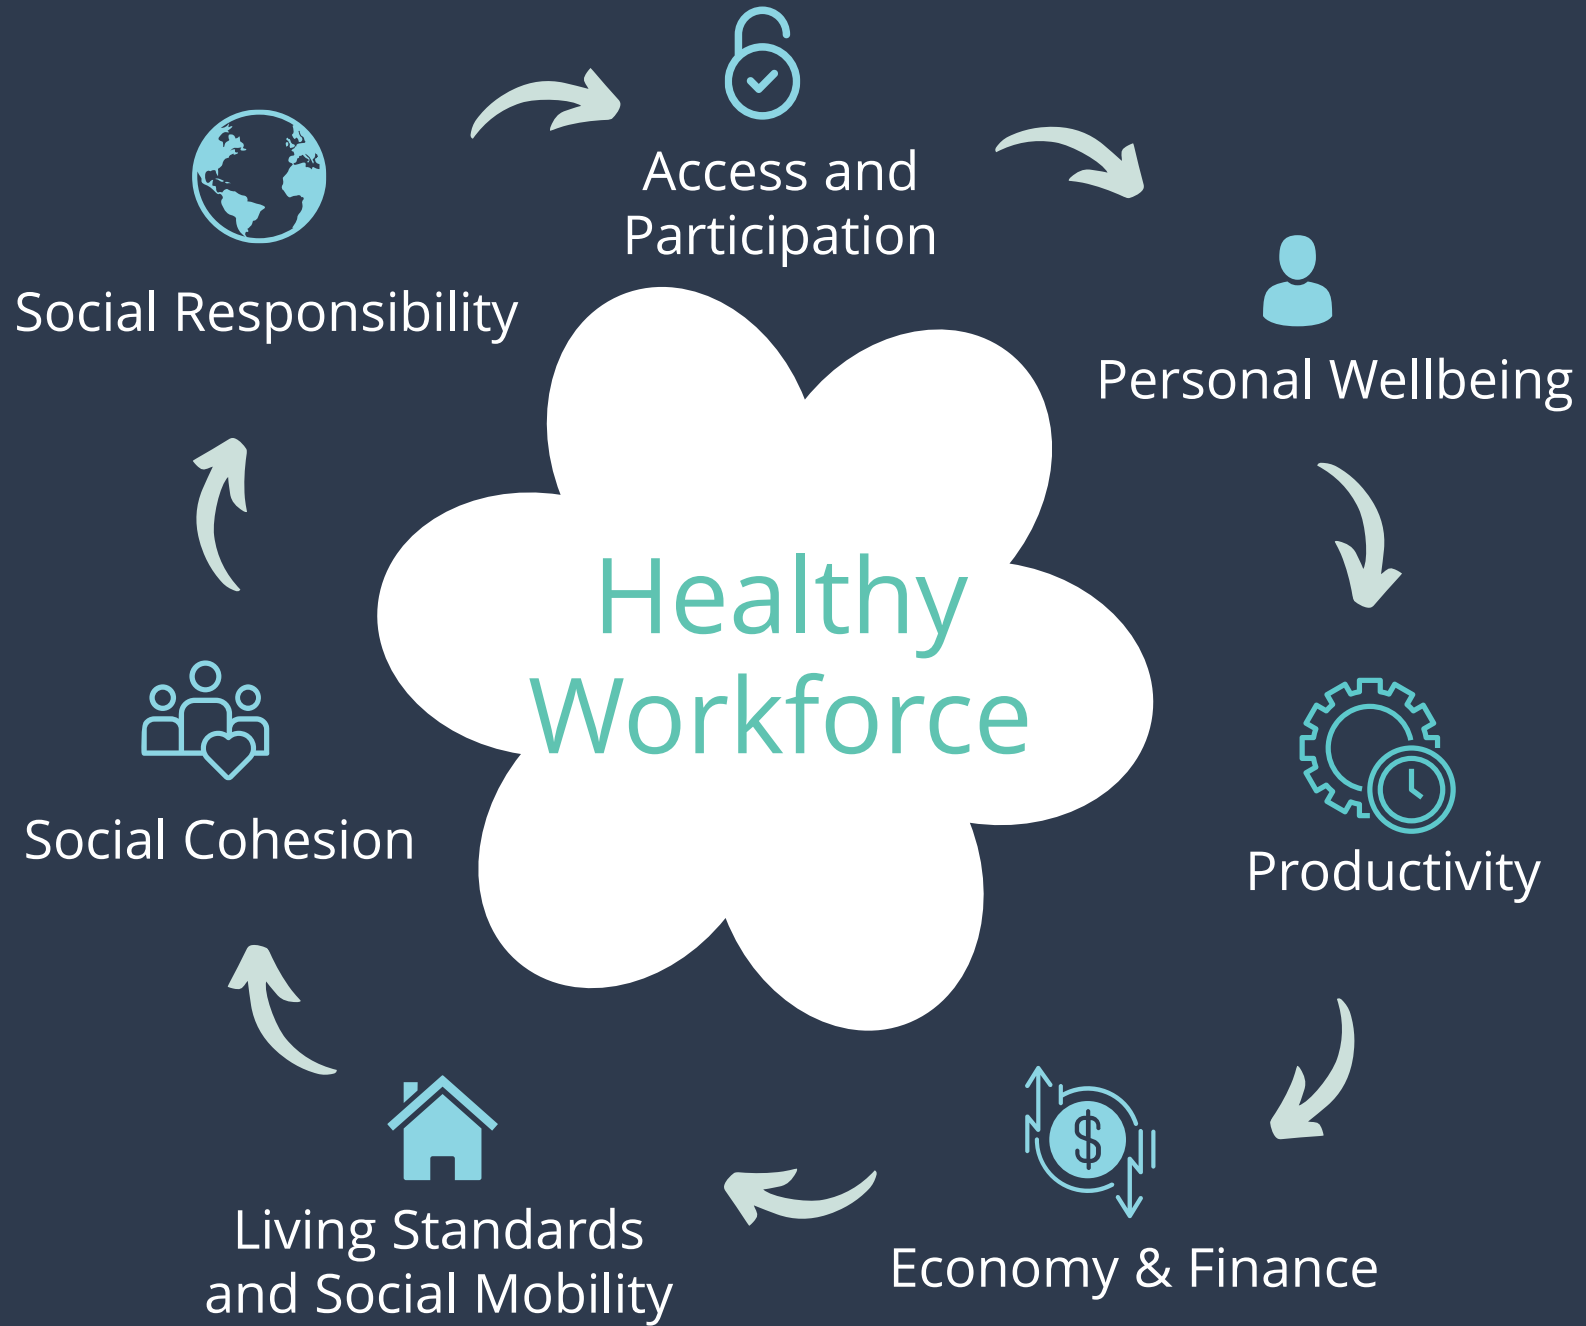 Access and
Participation
Social Responsibility
Personal Wellbeing
Healthy
Workforce
Social Cohesion
Productivity
$
Living Standards
and Social Mobility
Economy & Finance